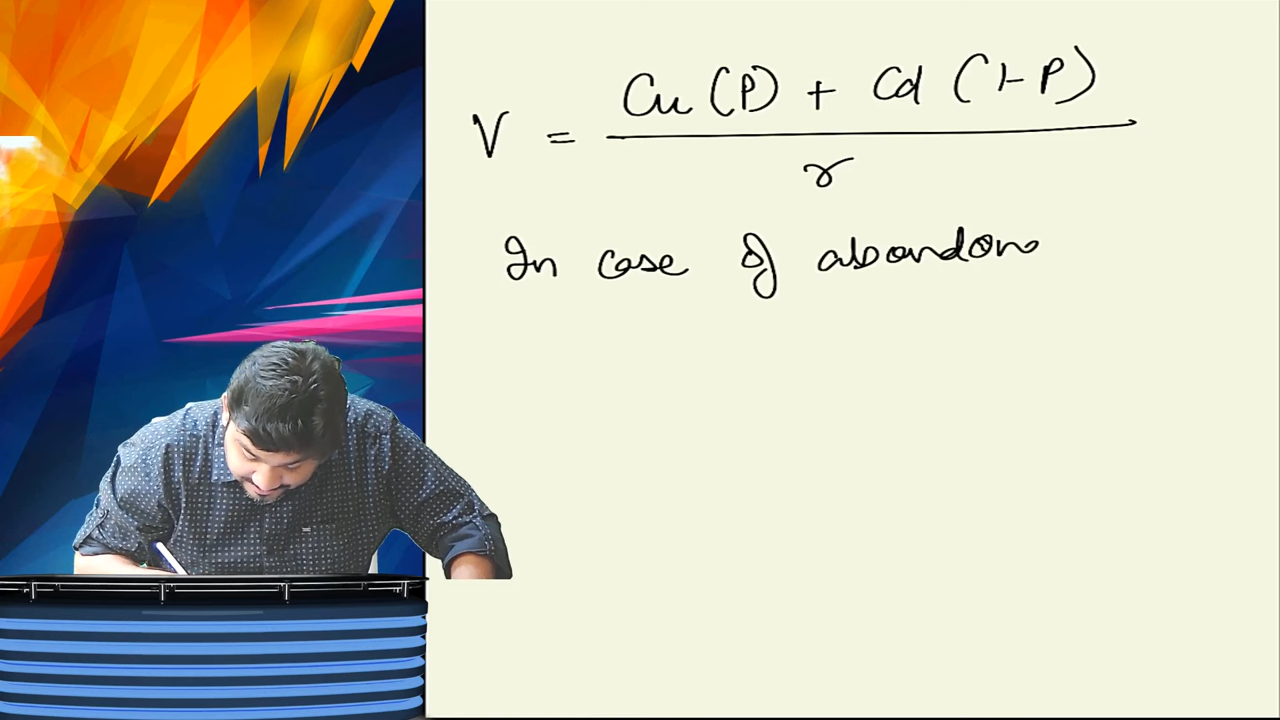 V = Cu (P) + Cd (1-P) / r
In case of abandon